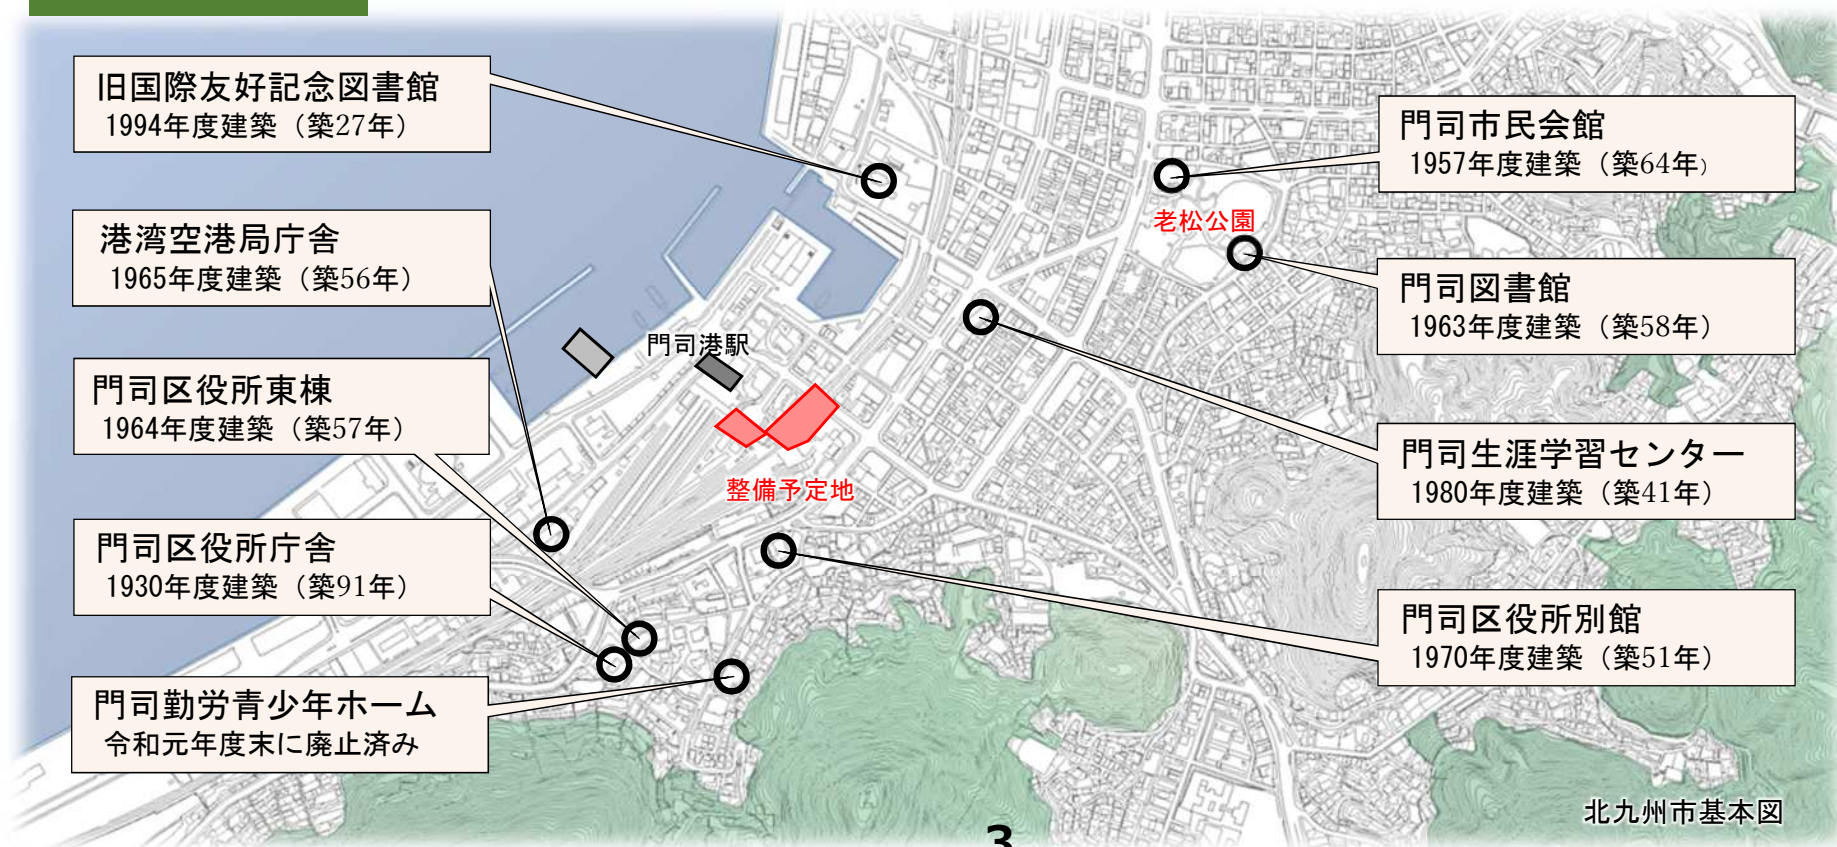 旧国際友好記念図書館
1994年度建築（築27年）
港湾空港局庁舎
1965年度建築（築56年）
門司区役所東棟
1964年度建築（築57年）
門司区役所庁舎
1930年度建築（築91年）
門司勤労青少年ホーム
令和元年度末に廃止済み
門司港駅
整備予定地
老松公園
門司市民会館
1957年度建築（築64年）
門司図書館
1963年度建築（築58年）
門司生涯学習センター
1980年度建築（築41年）
門司区役所別館
1970年度建築（築51年）
北九州市基本図
3